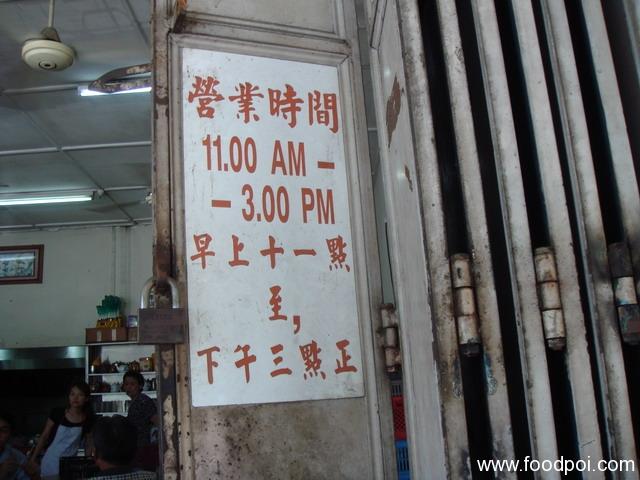 營業時間
11.00 AM –
– 3.00 PM
早上十一點
至,
下午三點正
www.foodpoi.com